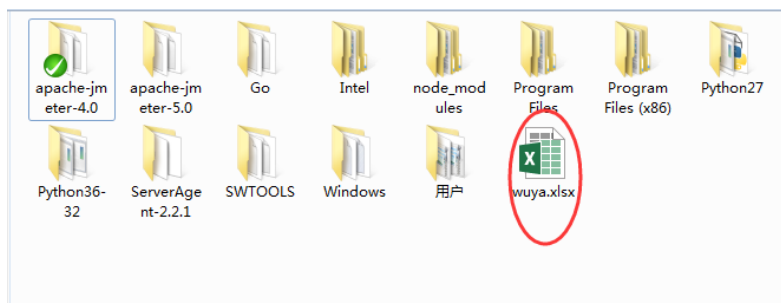 apache-jm
eter-4.0
apache-jm
eter-5.0
Go
Intel
node_mod
ules
Program
Files
Program
Files (x86)
Python27
Python36-
32
ServerAge
nt-2.2.1
SWTOOLS
Windows
用户
wuya.xlsx